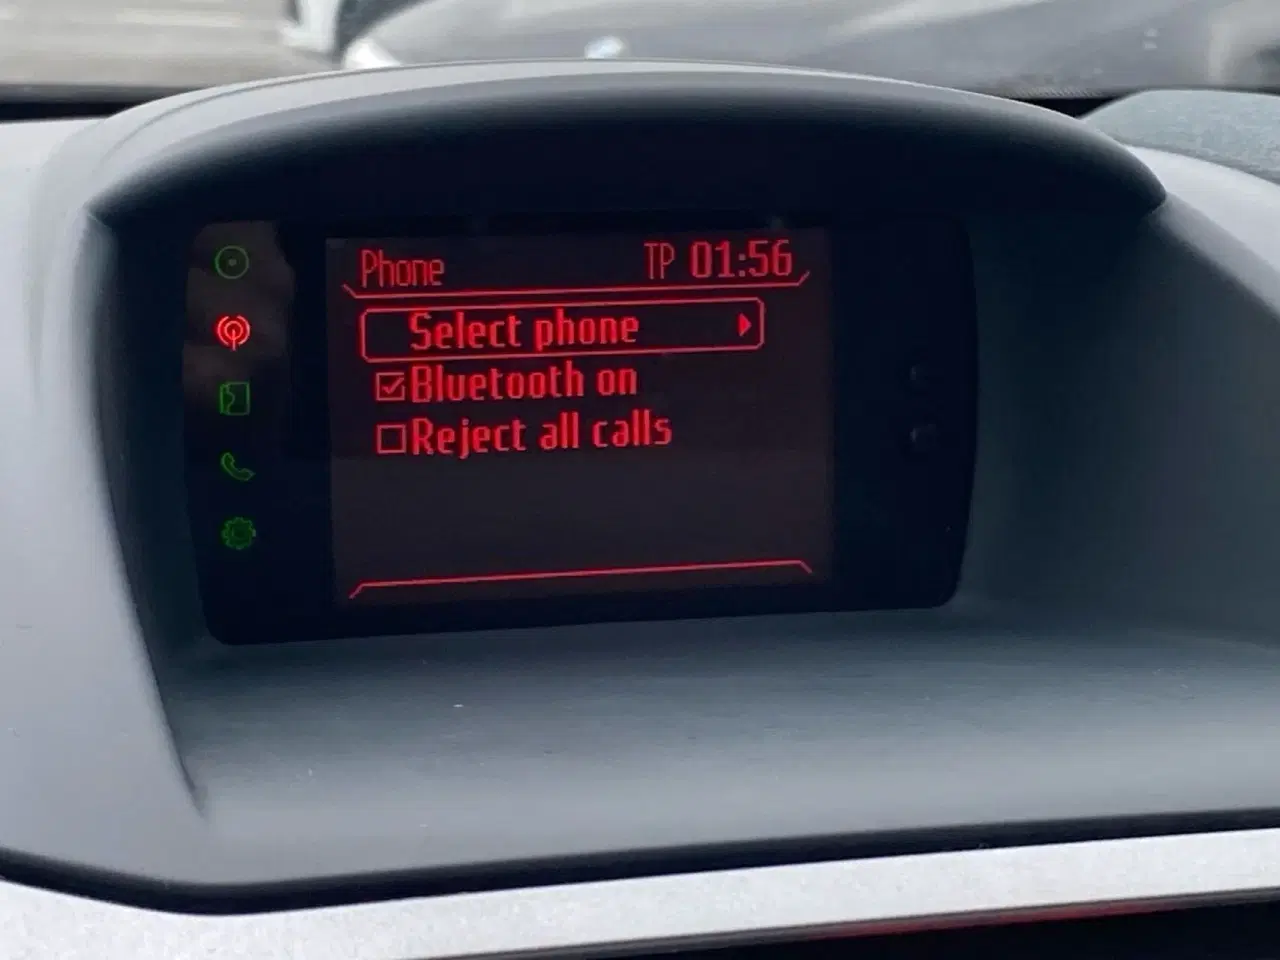 Phone TP 01:56
Select phone
Bluetooth on
Reject all calls